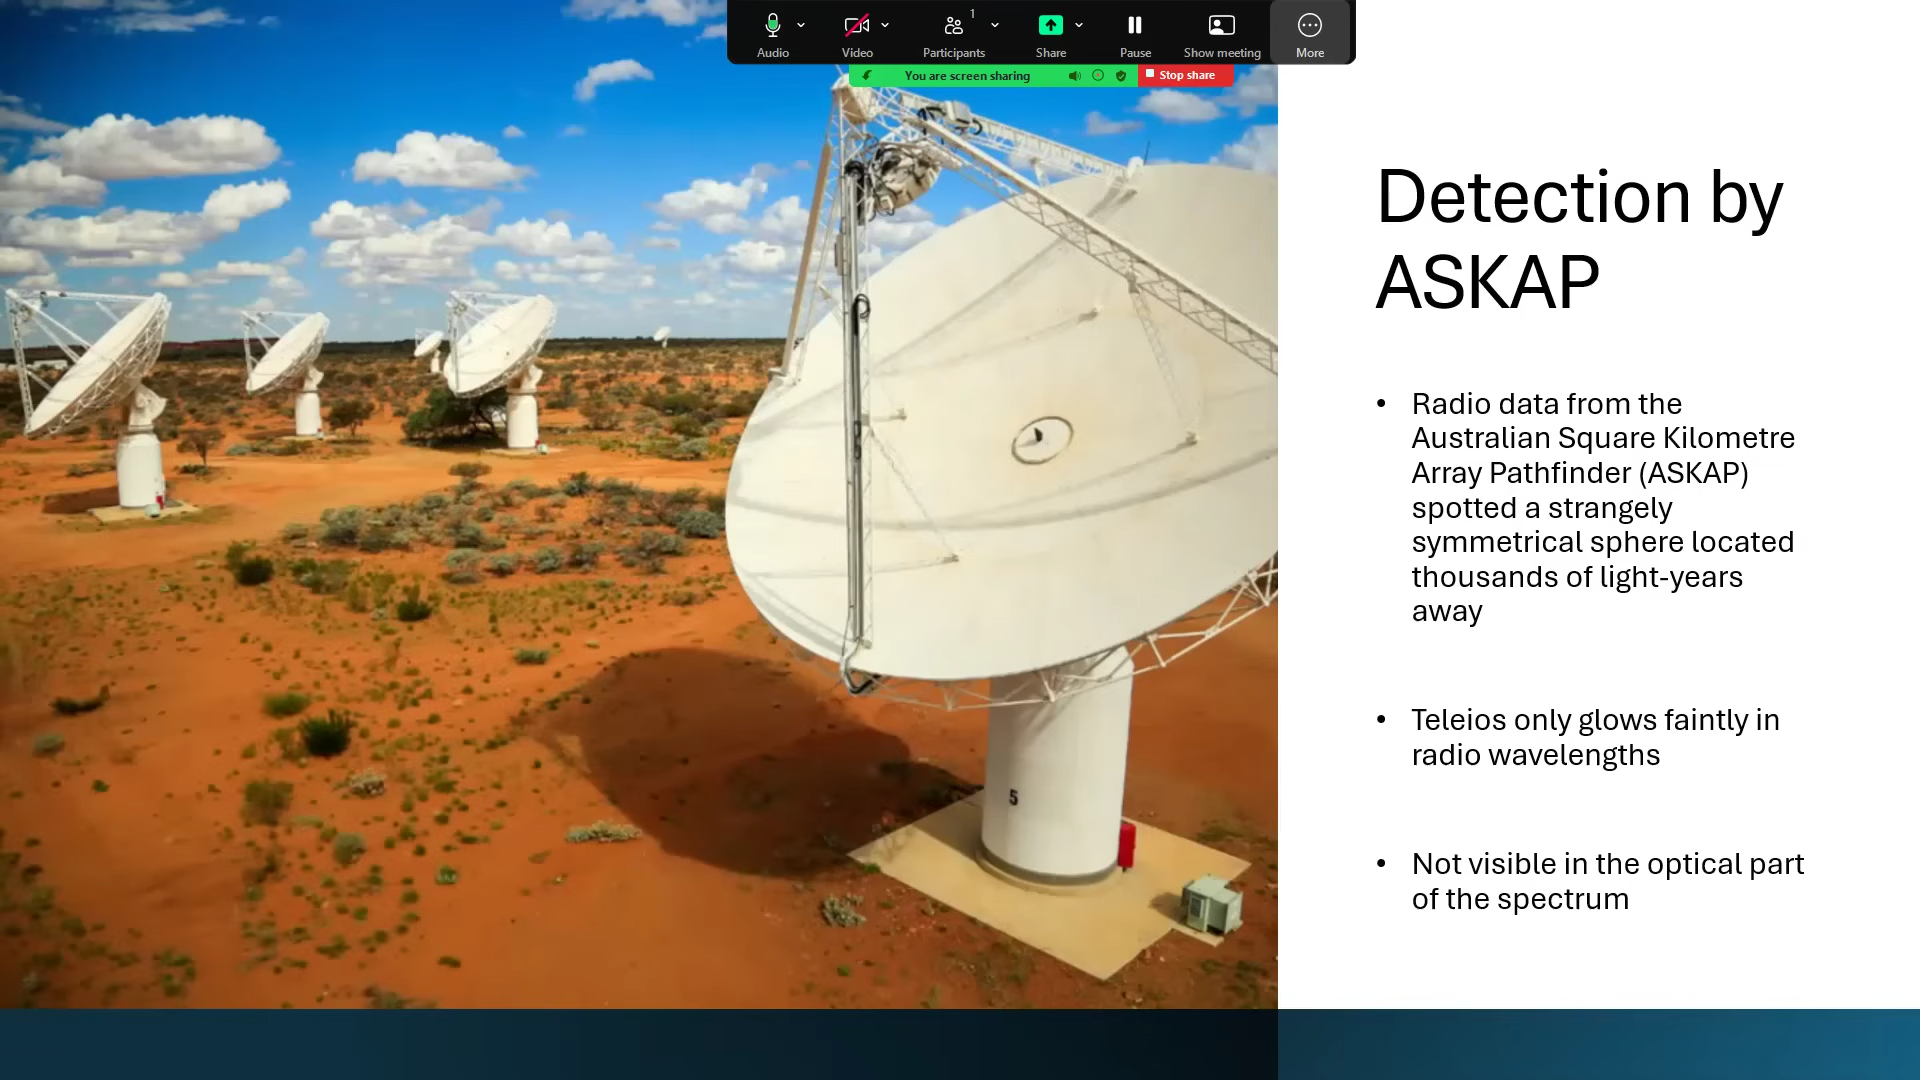 1
Audio
Video
Participants
Share
Pause
Show meeting
More
You are screen sharing
Stop share
Detection by
ASKAP
• Radio data from the
Australian Square Kilometre
Array Pathfinder (ASKAP)
spotted a strangely
symmetrical sphere located
thousands of light-years
away
• Teleios only glows faintly in
radio wavelengths
• Not visible in the optical part
of the spectrum
5